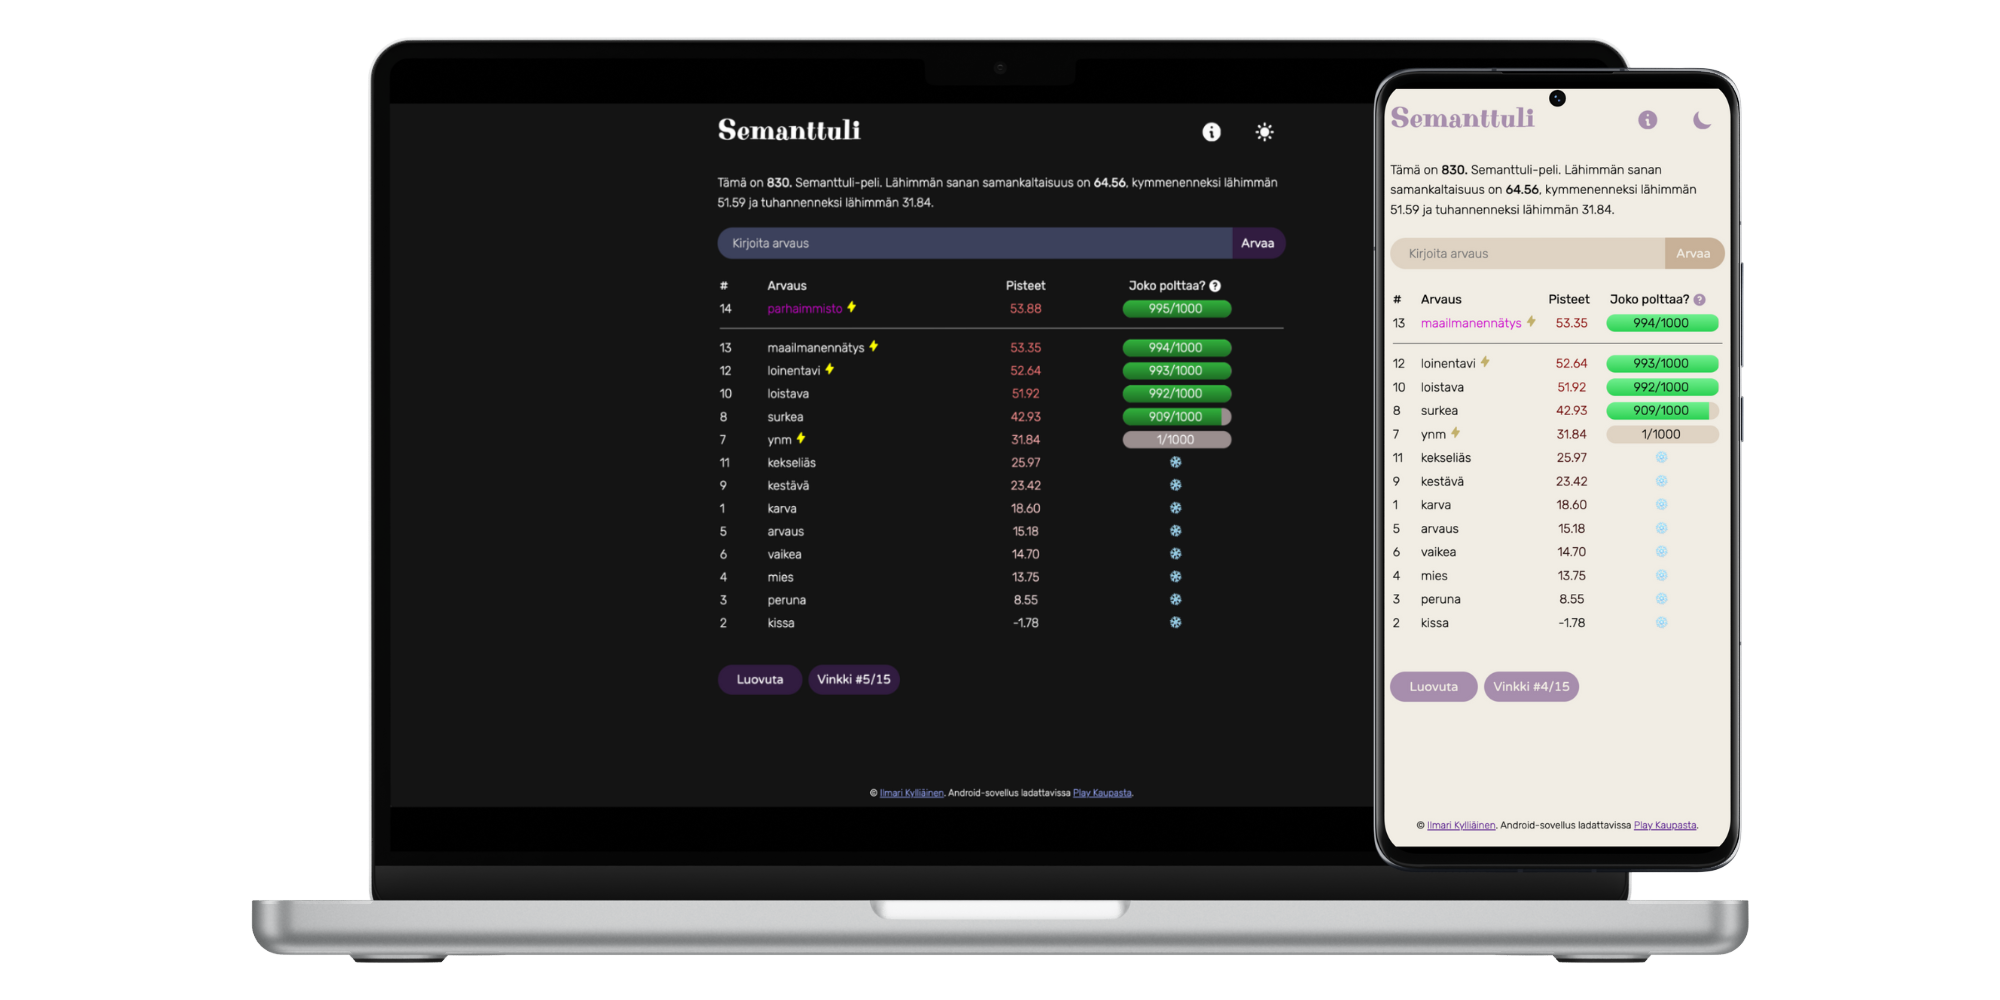 Semanttuli
Tämä on 830. Semanttuli-peli. Lähimmän sanan samankaltaisuus on 64.56, kymmenenneksi lähimmän
51.59 ja tuhannenneksi lähimmän 31.84.
Kirjoita arvaus Arvaa
# Arvaus Pisteet Joko polttaa? ?
14 parhaimmisto 53.88 995/1000
13 maailmanennätys 53.35 994/1000
12 loinentavi 52.64 993/1000
10 loistava 51.92 992/1000
8 surkea 42.93 909/1000
7 ynm 31.84 1/1000
11 kekseliäs 25.97
9 kestävä 23.42
1 karva 18.60
5 arvaus 15.18
6 vaikea 14.70
4 mies 13.75
3 peruna 8.55
2 kissa -1.78
Luovuta Vinkki #5/15
© Ilmari Kylliäinen. Android-sovellus ladattavissa Play Kaupasta.
Semanttuli
Tämä on 830. Semanttuli-peli. Lähimmän sanan
samankaltaisuus on 64.56, kymmenenneksi lähimmän
51.59 ja tuhannenneksi lähimmän 31.84.
Kirjoita arvaus Arvaa
# Arvaus Pisteet Joko polttaa? ?
13 maailmanennätys 53.35 994/1000
12 loinentavi 52.64 993/1000
10 loistava 51.92 992/1000
8 surkea 42.93 909/1000
7 ynm 31.84 1/1000
11 kekseliäs 25.97
9 kestävä 23.42
1 karva 18.60
5 arvaus 15.18
6 vaikea 14.70
4 mies 13.75
3 peruna 8.55
2 kissa -1.78
Luovuta Vinkki #4/15
© Ilmari Kylliäinen. Android-sovellus ladattavissa Play Kaupasta.